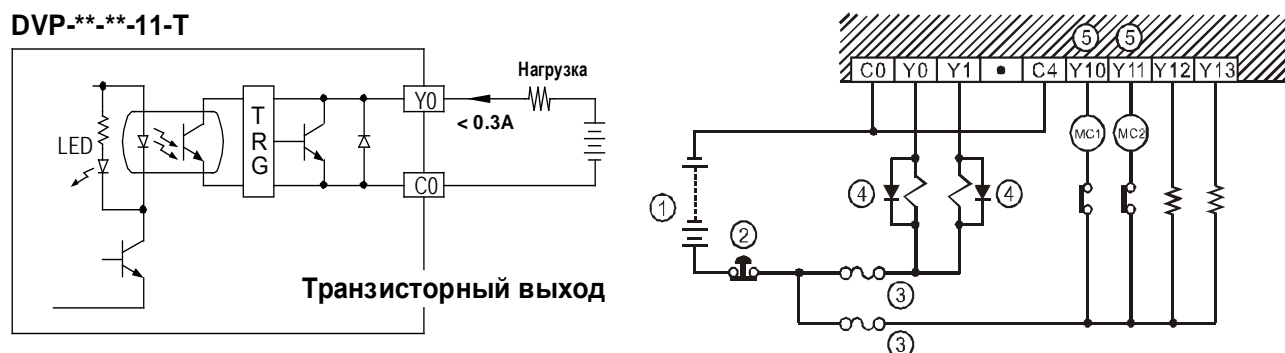 DVP-**-**-11-T
LED
T
R
G
Y0
C0
Нагрузка
< 0.3A
Транзисторный выход
5 5
C0 Y0 Y1 • C4 Y10 Y11 Y12 Y13
MC1 MC2
4 4
1
2
3
3